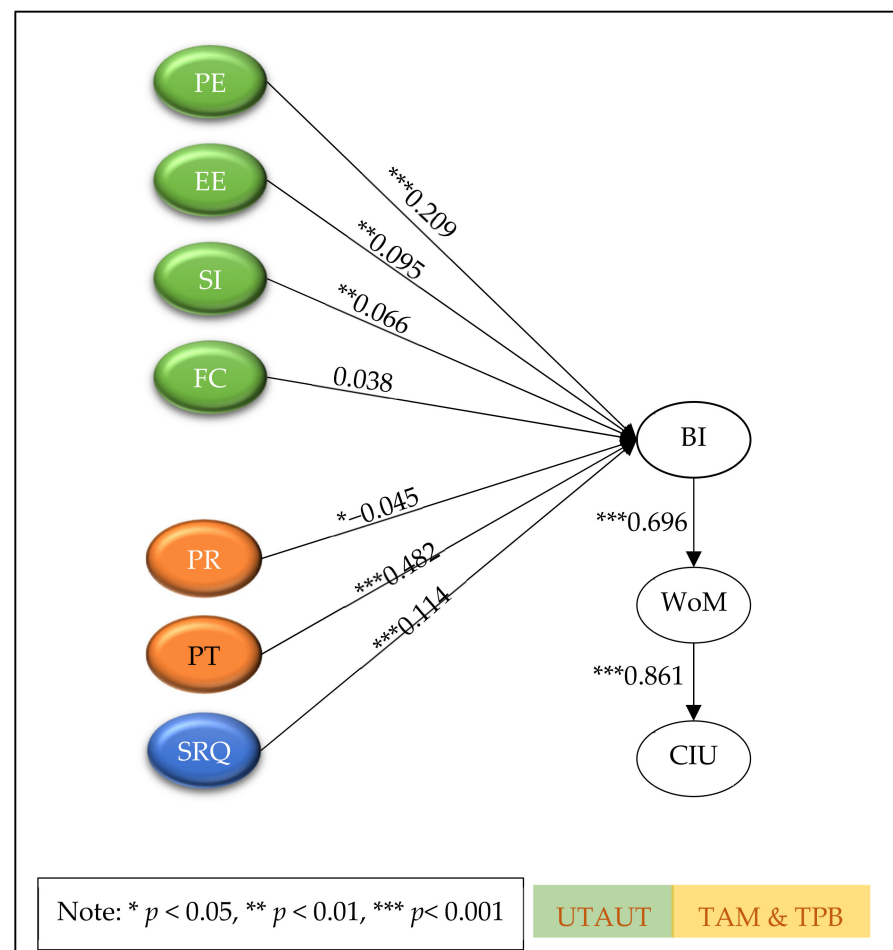 PE
***0.209
EE
**0.095
SI
**0.066
FC
0.038
BI
*–0.045
PR
***0.696
***0.482
WoM
***0.114
PT
***0.861
SRQ
CIU
Note: * p < 0.05, ** p < 0.01, *** p< 0.001
UTAUT
TAM & TPB